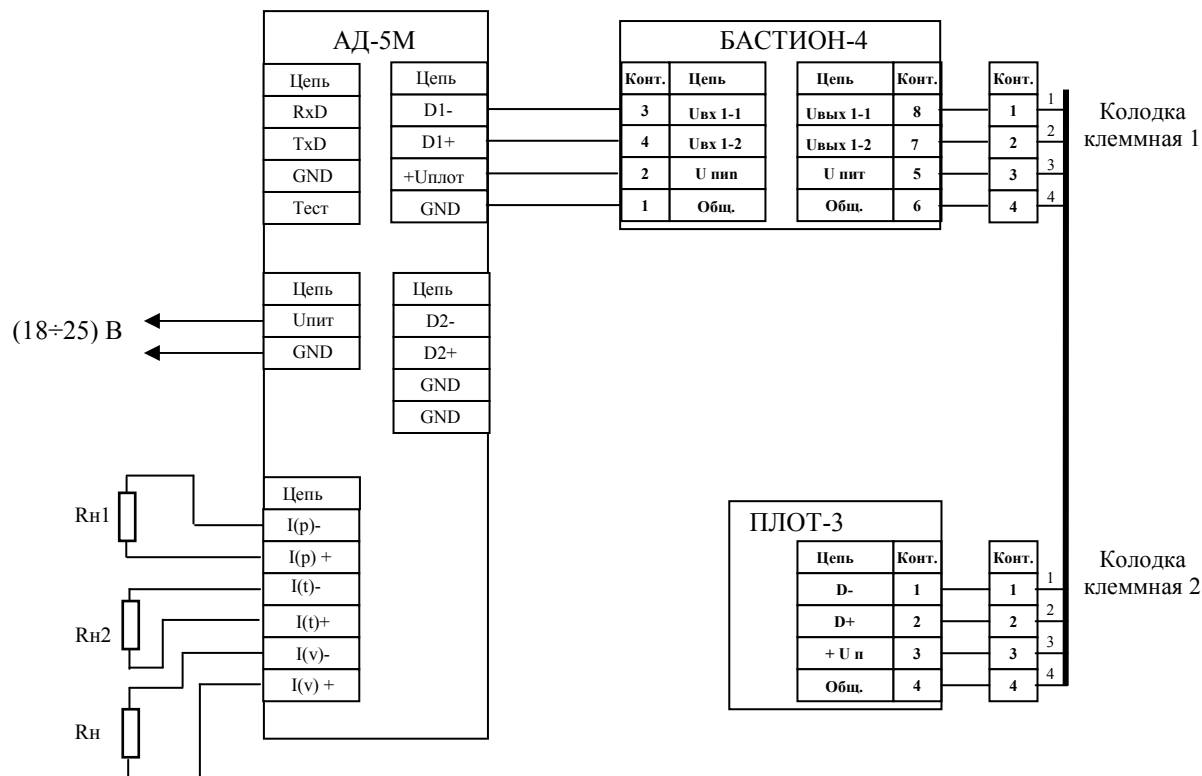 АД-5М
Цепь
RxD
TxD
GND
Тест
Цепь
D1-
D1+
+Uплот
GND
Цепь
Uпит
GND
(18÷25) В
Цепь
D2-
D2+
GND
GND
Цепь
I(p)-
I(p) +
I(t)-
I(t)+
I(v)-
I(v) +
Rн1
Rн2
Rн
БАСТИОН-4
Конт. Цепь
3 Uвх 1-1
4 Uвх 1-2
2 U пип
1 Общ.
Цепь Конт.
Uвых 1-1 8
Uвых 1-2 7
U пит 5
Общ. 6
Конт.
1 1
2 2
3 3
4 4
Колодка
клеммная 1
ПЛОТ-3
Цепь Конт.
D- 1
D+ 2
+ U п 3
Общ. 4
Конт.
1 1
2 2
3 3
4 4
Колодка
клеммная 2